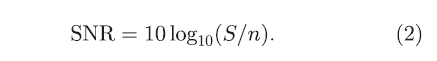 SNR = 10 log₁₀(S/n). (2)